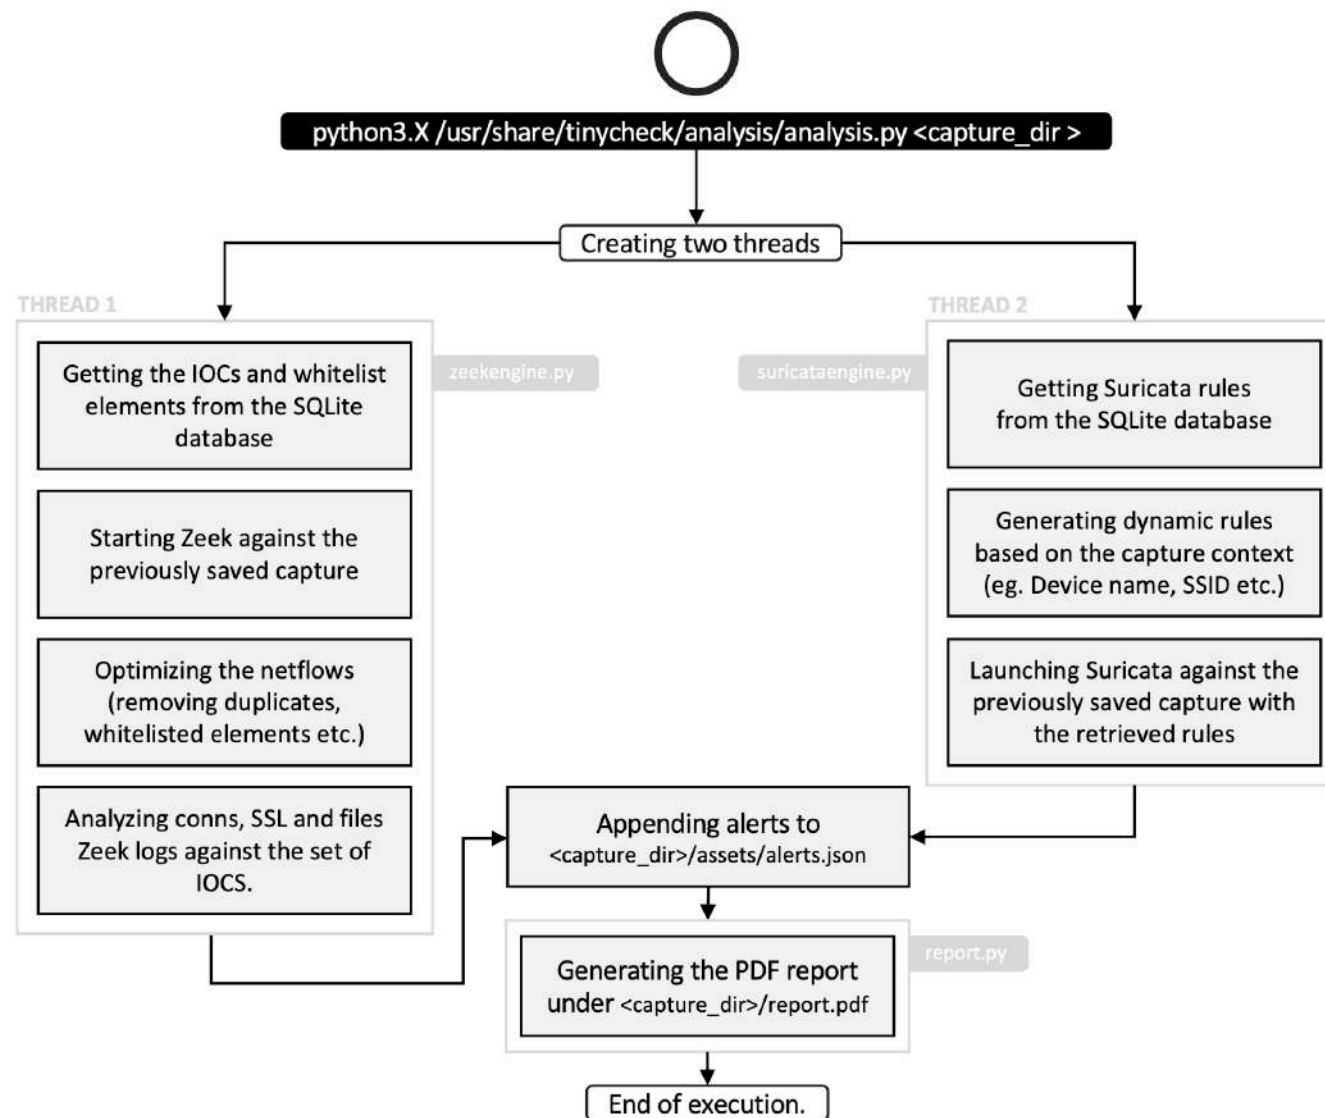 python3.X /usr/share/tinycheck/analysis/analysis.py <capture_dir >
Creating two threads
THREAD 1
zeekengine.py
Getting the IOCs and whitelist
elements from the SQLite
database
Starting Zeek against the
previously saved capture
Optimizing the netflows
(removing duplicates,
whitelisted elements etc.)
Analyzing conns, SSL and files
Zeek logs against the set of
IOCS.
THREAD 2
suricataengine.py
Getting Suricata rules
from the SQLite database
Generating dynamic rules
based on the capture context
(eg. Device name, SSID etc.)
Launching Suricata against the
previously saved capture with
the retrieved rules
Appending alerts to
<capture_dir>/assets/alerts.json
report.py
Generating the PDF report
under <capture_dir>/report.pdf
End of execution.